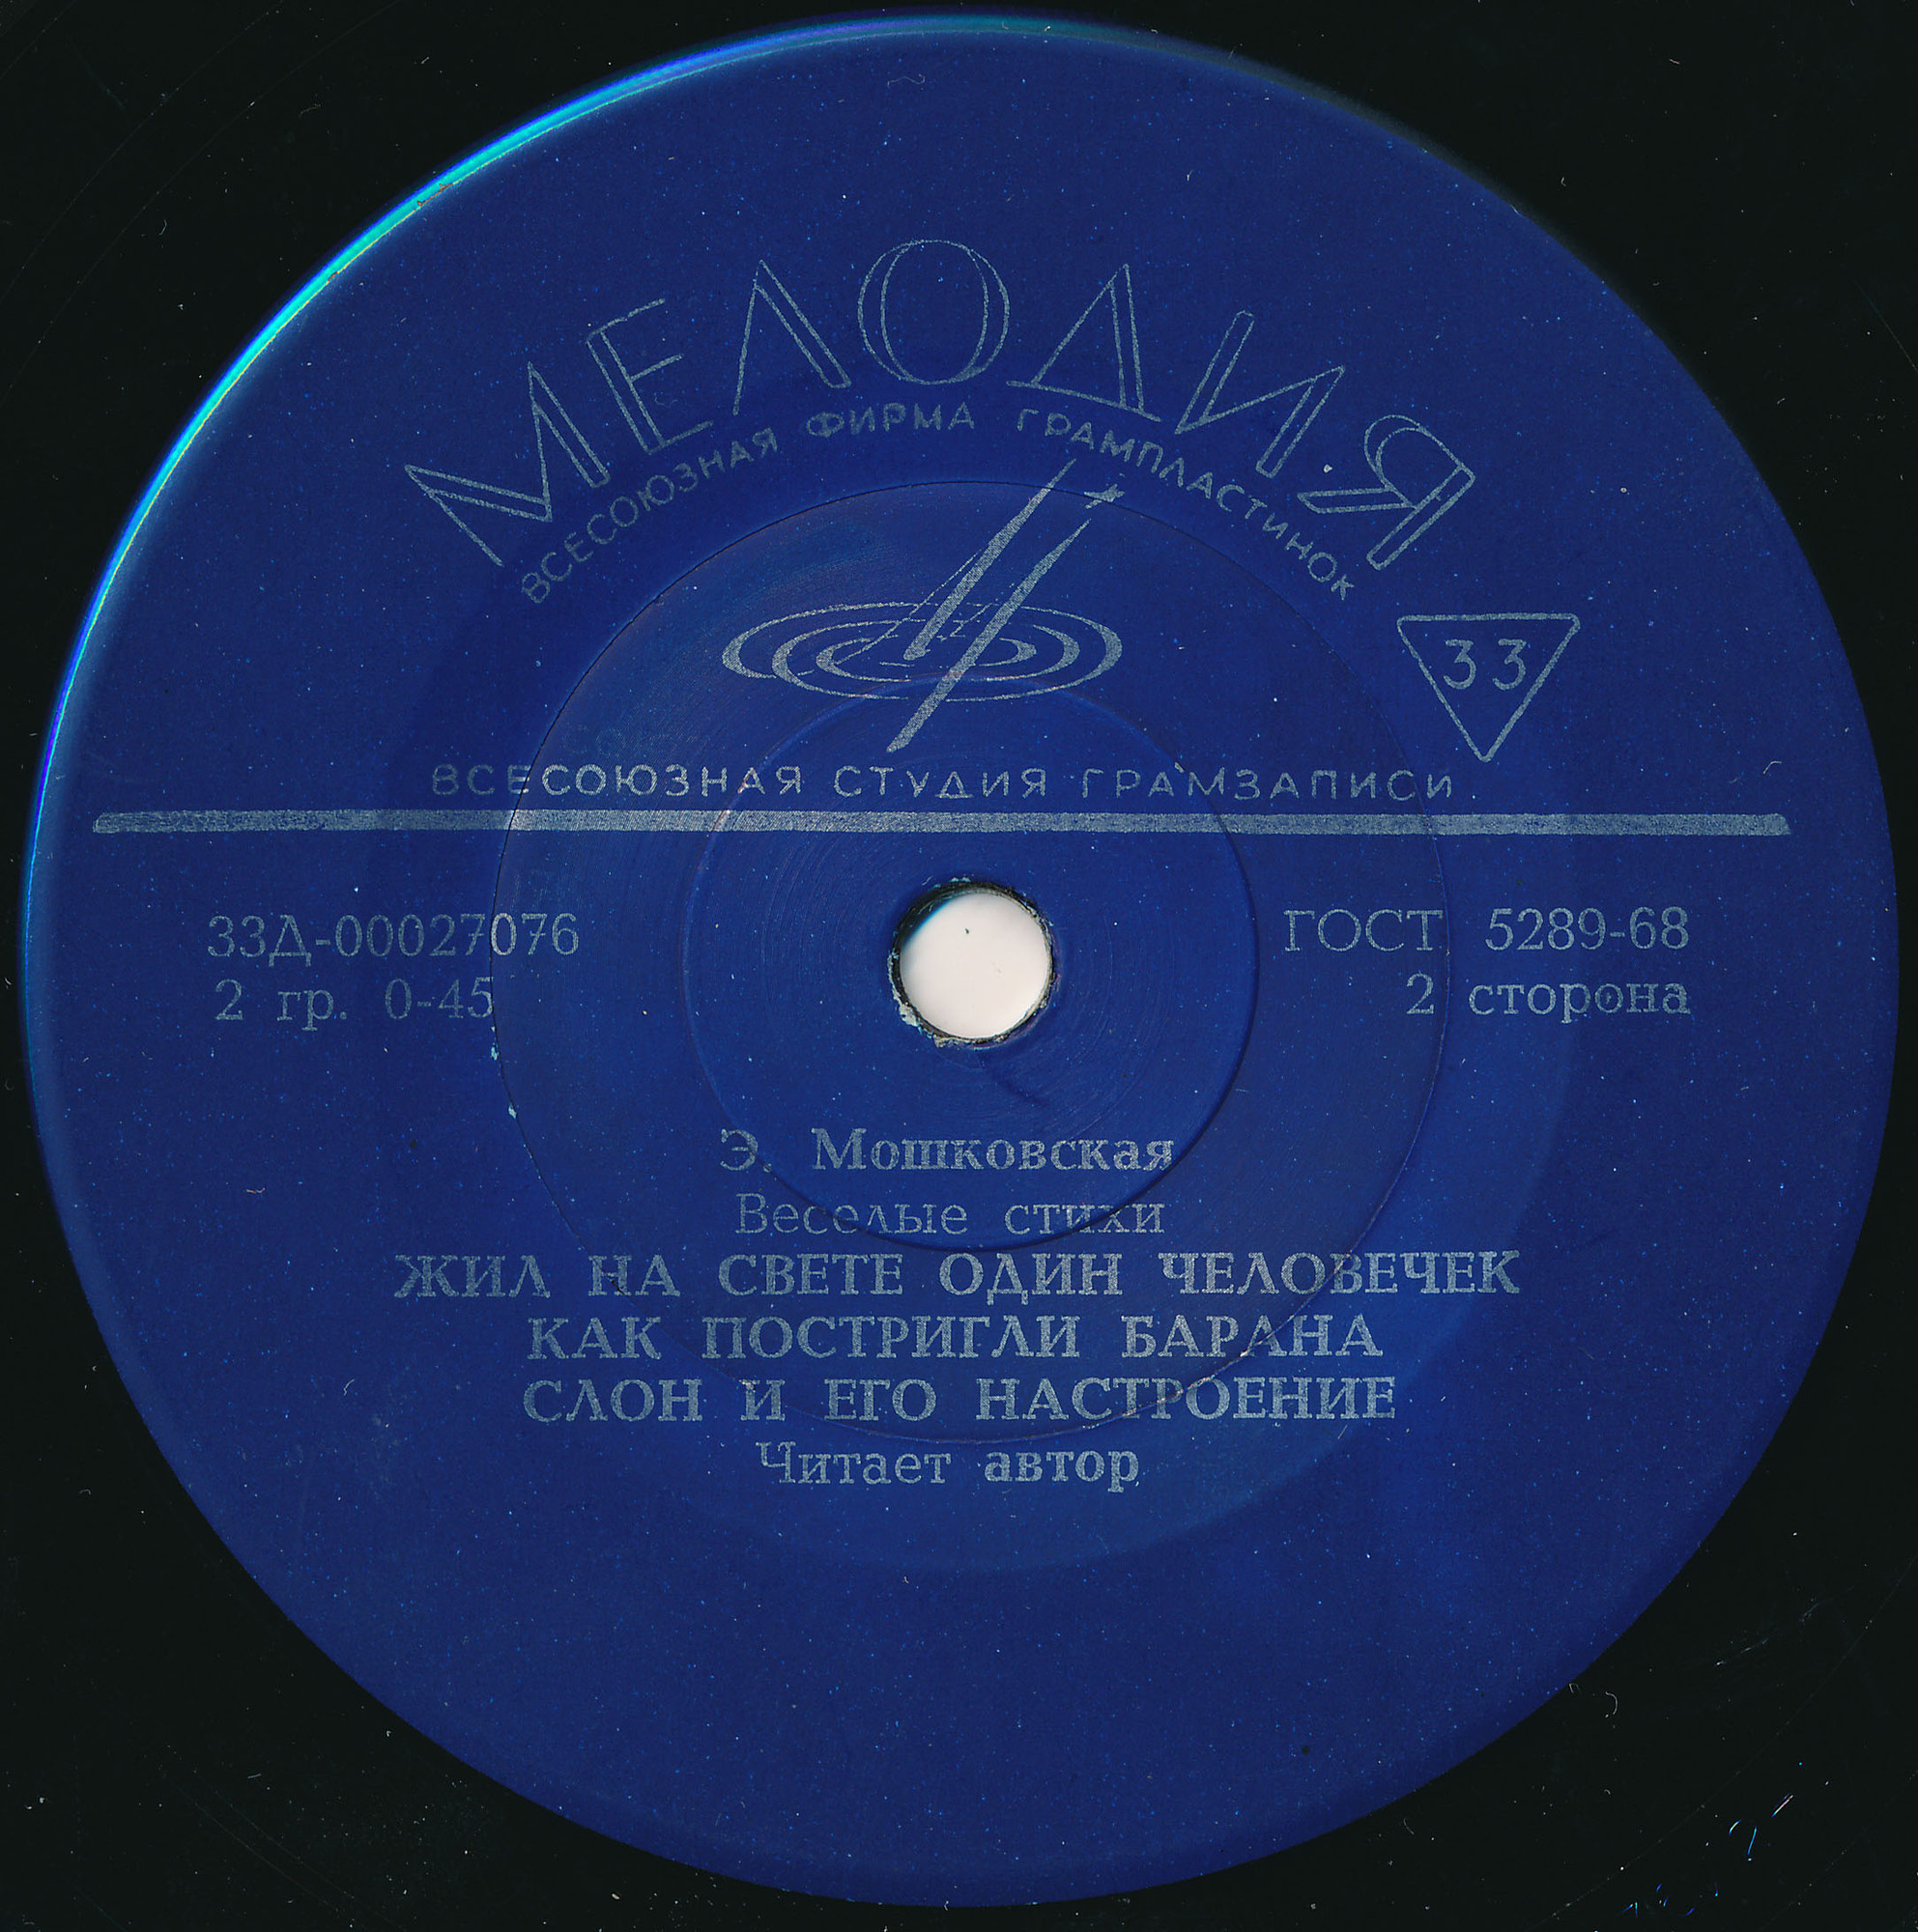 МЕЛОДИЯ
ВСЕСОЮЗНАЯ ФИРМА ГРАМПЛАСТИНОК
33
ВСЕСОЮЗНАЯ СТУДИЯ ГРАМЗАПИСИ
33Д-00027076
2 гр. 0-45
ГОСТ 5289-68
2 сторона
Э. Мошковская
Веселые стихи
ЖИЛ НА СВЕТЕ ОДИН ЧЕЛОВЕЧЕК
КАК ПОСТРИГЛИ БАРАНА
СЛОН И ЕГО НАСТРОЕНИЕ
Читает автор